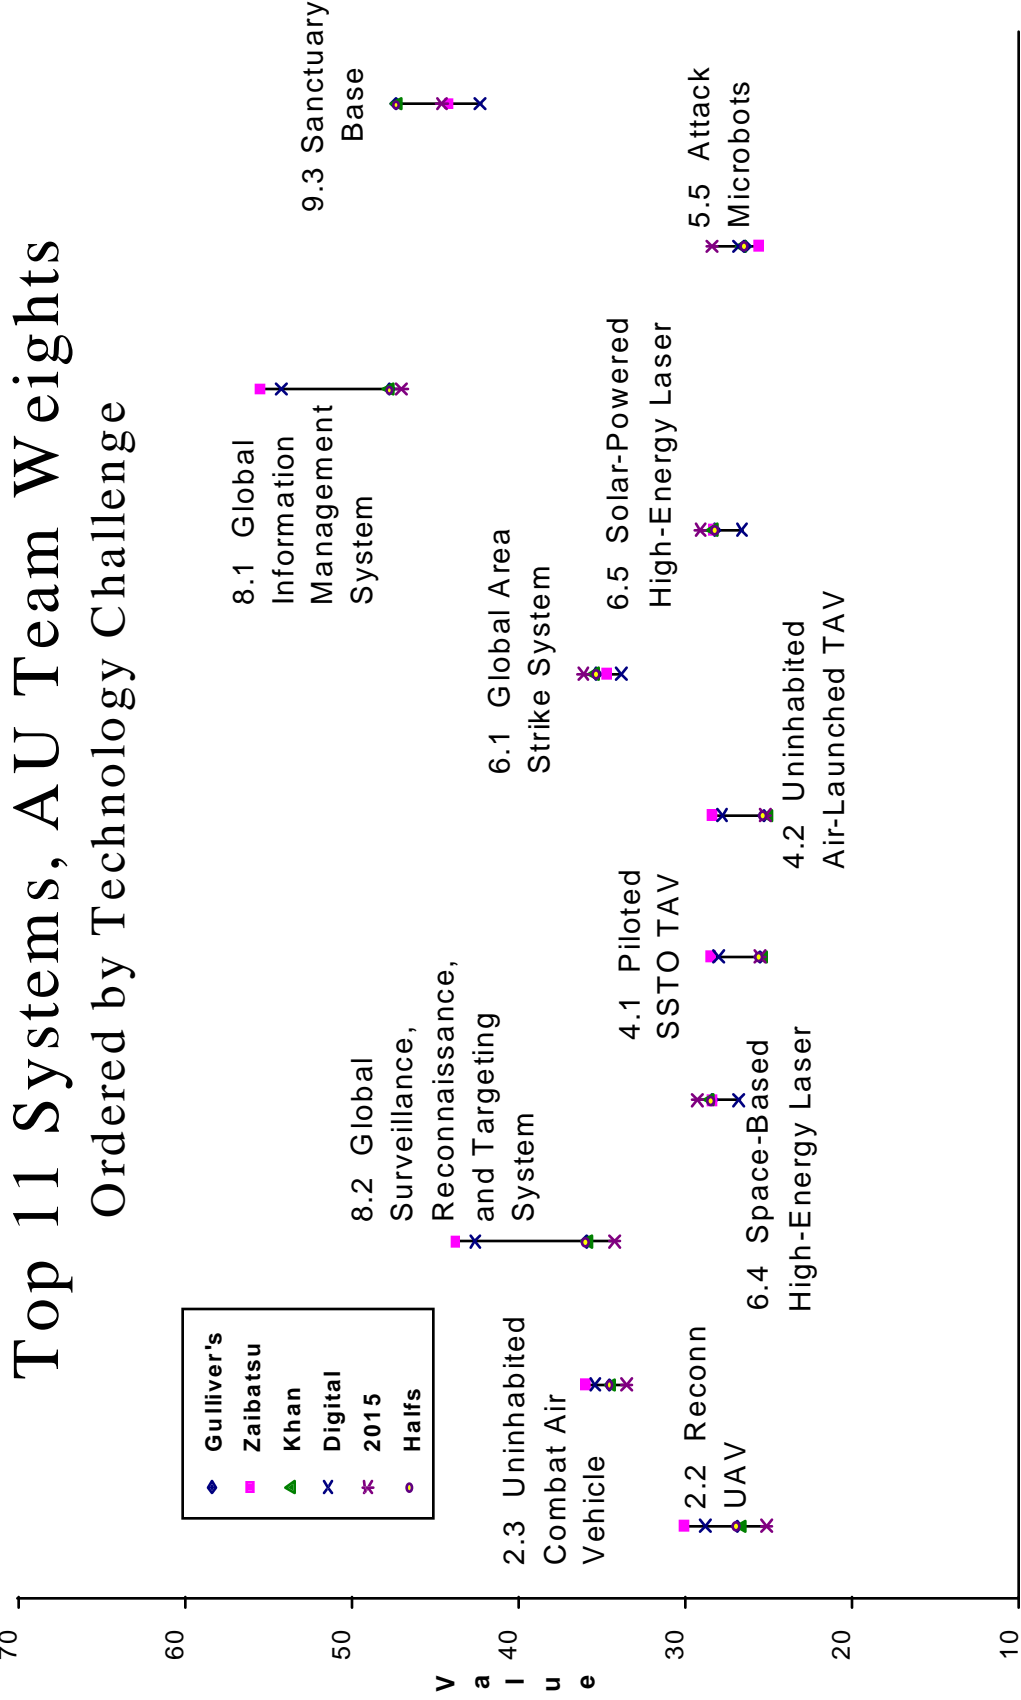 Top 11 Systems, AU Team Weights
Ordered by Technology Challenge
70
60
50
40
30
20
10
Value
Gulliver's
Zaibatsu
Khan
Digital
2015
Halfs
2.2 Reconn
UAV
2.3 Uninhabited
Combat Air
Vehicle
8.2 Global
Surveillance,
Reconnaissance,
and Targeting
System
6.4 Space-Based
High-Energy Laser
4.1 Piloted
SSTO TAV
4.2 Uninhabited
Air-Launched TAV
6.1 Global Area
Strike System
6.5 Solar-Powered
High-Energy Laser
8.1 Global
Information
Management
System
5.5 Attack
Microbots
9.3 Sanctuary
Base